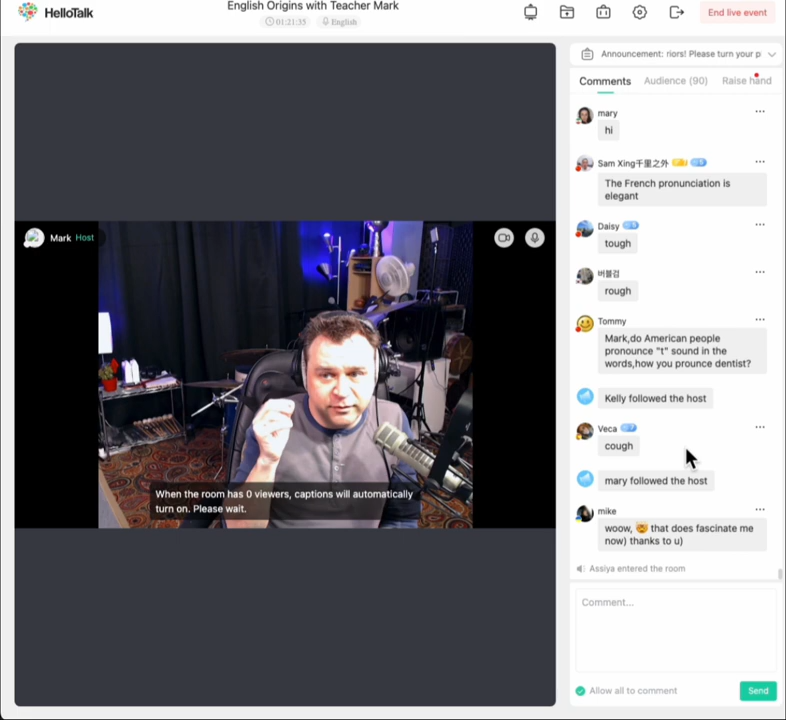 HelloTalk
English Origins with Teacher Mark
01:21:35
English
End live event
Mark Host
When the room has 0 viewers, captions will automatically
turn on. Please wait.
Announcement: riors! Please turn your p
Comments
Audience (90)
Raise hand
mary
hi
Sam Xing千里之外
The French pronunciation is
elegant
Daisy
tough
버블검
rough
Tommy
Mark,do American people
pronounce "t" sound in the
words,how you prounce dentist?
Kelly followed the host
Veca
cough
mary followed the host
mike
woow, 🤯 that does fascinate me
now) thanks to u)
Assiya entered the room
Comment...
Allow all to comment
Send